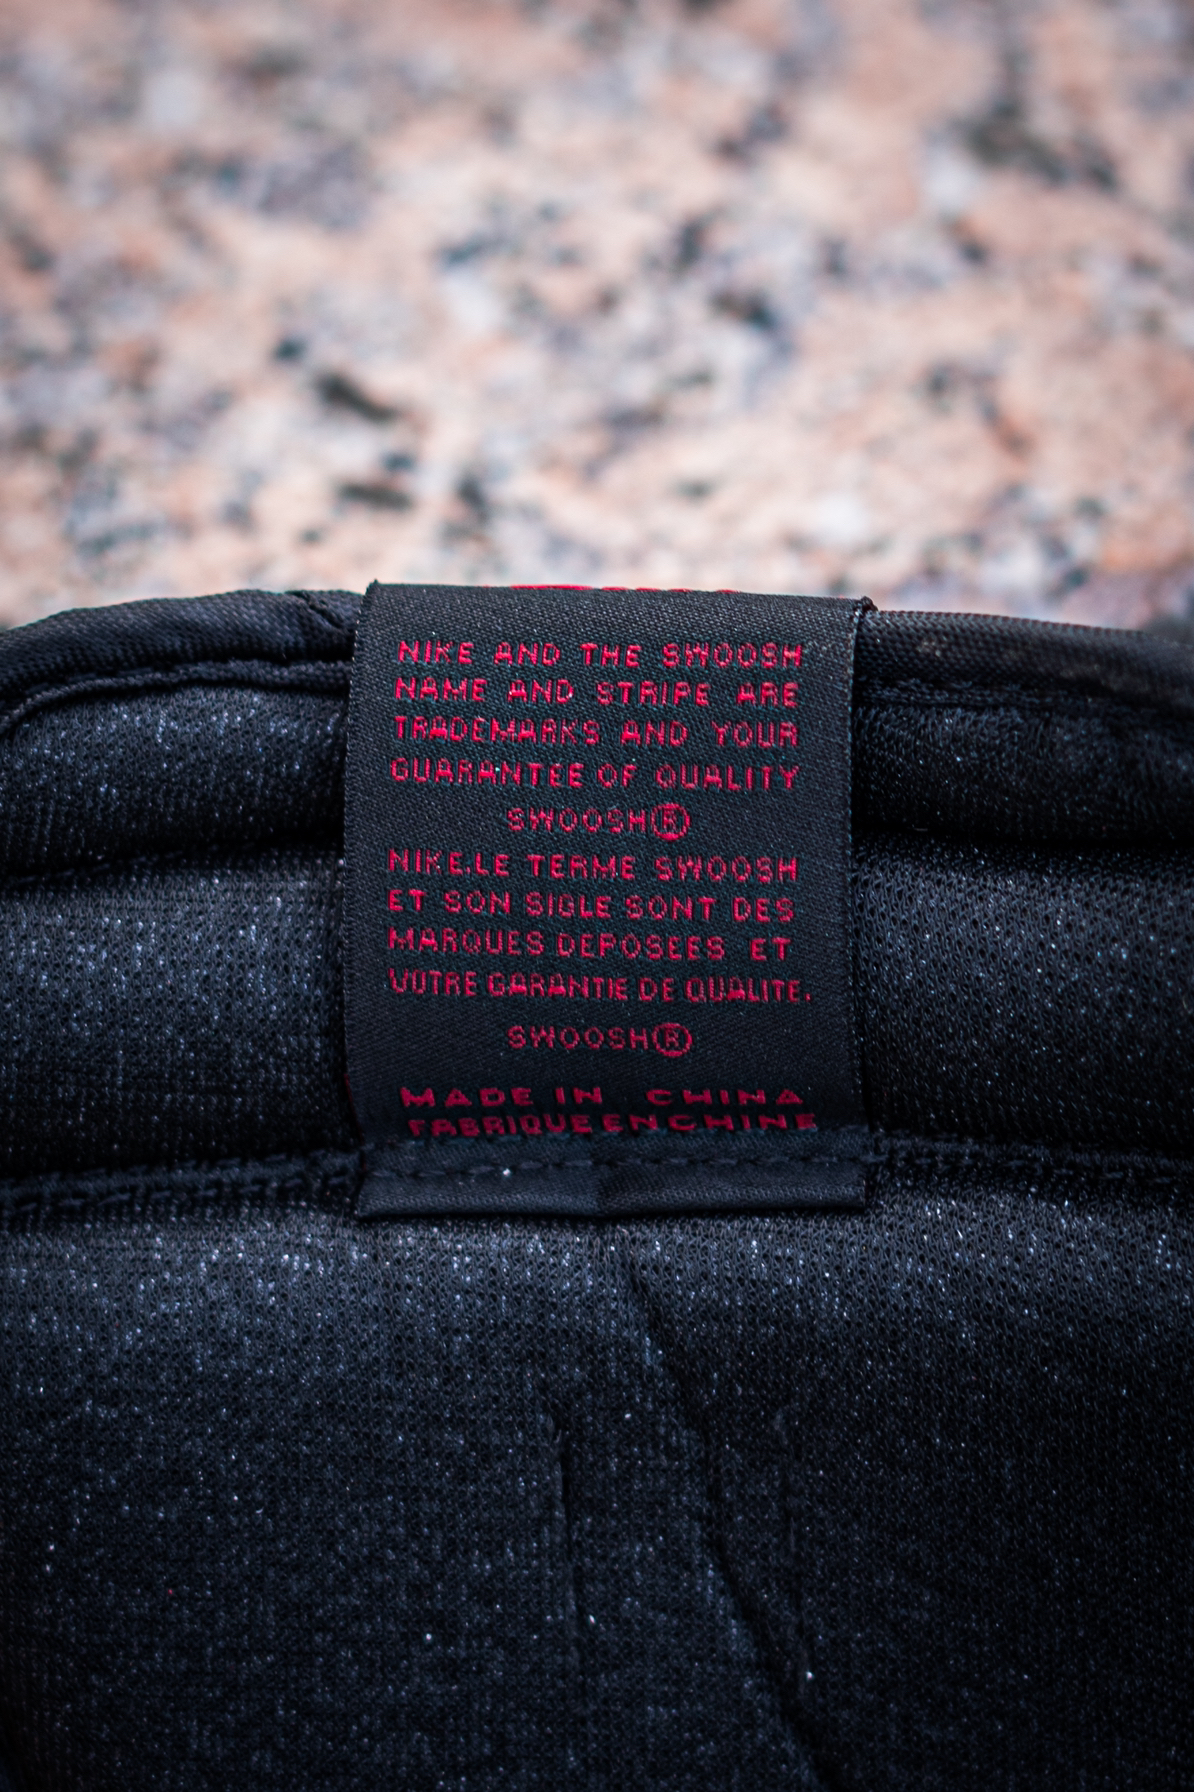 NIKE AND THE SWOOSH
NAME AND STRIPE ARE
TRADEMARKS AND YOUR
GUARANTEE OF QUALITY
SWOOSH®
NIKE.LE TERME SWOOSH
ET SON SIGLE SONT DES
MARQUES DEPOSEES ET
VOTRE GARANTIE DE QUALITE.
SWOOSH®
MADE IN CHINA
FABRIQUE EN CHINE